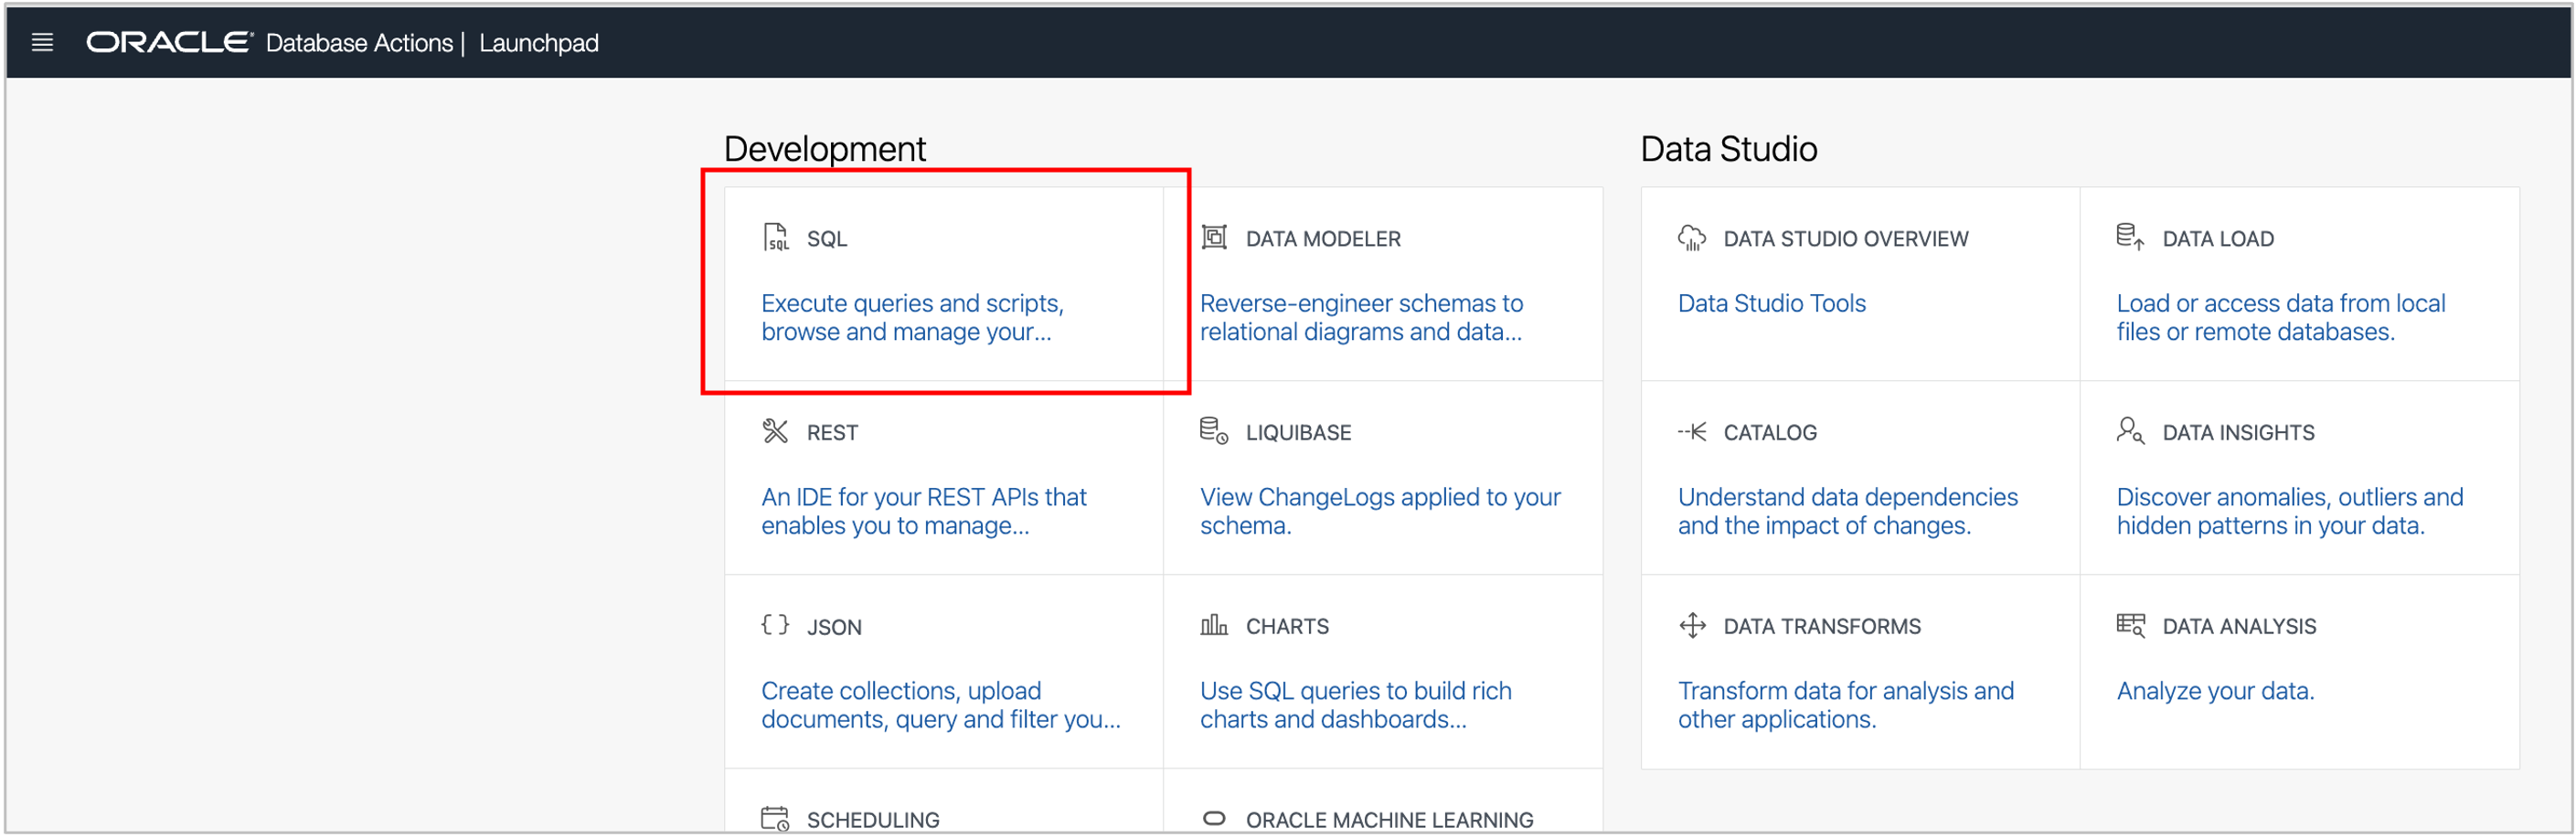 ORACLE Database Actions | Launchpad
Development
SQL
SQL
Execute queries and scripts,
browse and manage your...
DATA MODELER
Reverse-engineer schemas to
relational diagrams and data...
REST
An IDE for your REST APIs that
enables you to manage...
LIQUIBASE
View ChangeLogs applied to your
schema.
{ } JSON
Create collections, upload
documents, query and filter you...
CHARTS
Use SQL queries to build rich
charts and dashboards...
SCHEDULING
ORACLE MACHINE LEARNING
Data Studio
DATA STUDIO OVERVIEW
Data Studio Tools
DATA LOAD
Load or access data from local
files or remote databases.
CATALOG
Understand data dependencies
and the impact of changes.
DATA INSIGHTS
Discover anomalies, outliers and
hidden patterns in your data.
DATA TRANSFORMS
Transform data for analysis and
other applications.
DATA ANALYSIS
Analyze your data.